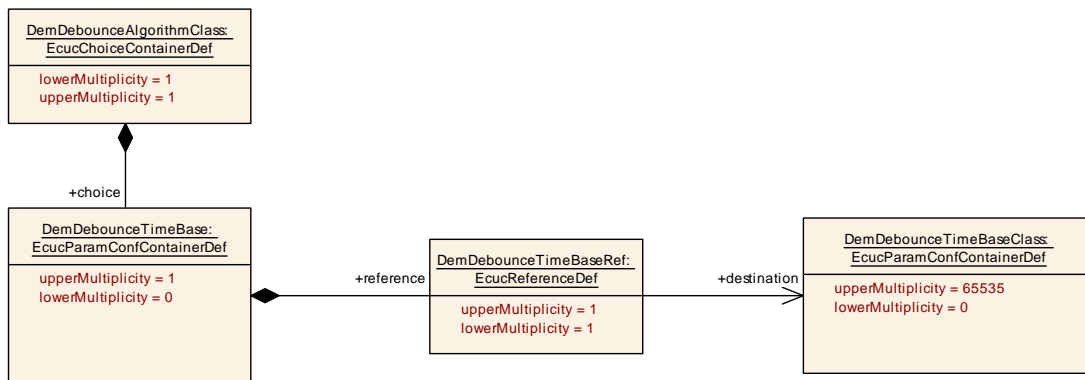 DemDebounceAlgorithmClass:
EcucChoiceContainerDef
lowerMultiplicity = 1
upperMultiplicity = 1
+choice
DemDebounceTimeBase:
EcucParamConfContainerDef
upperMultiplicity = 1
lowerMultiplicity = 0
+reference
DemDebounceTimeBaseRef:
EcucReferenceDef
upperMultiplicity = 1
lowerMultiplicity = 1
+destination
DemDebounceTimeBaseClass:
EcucParamConfContainerDef
upperMultiplicity = 65535
lowerMultiplicity = 0